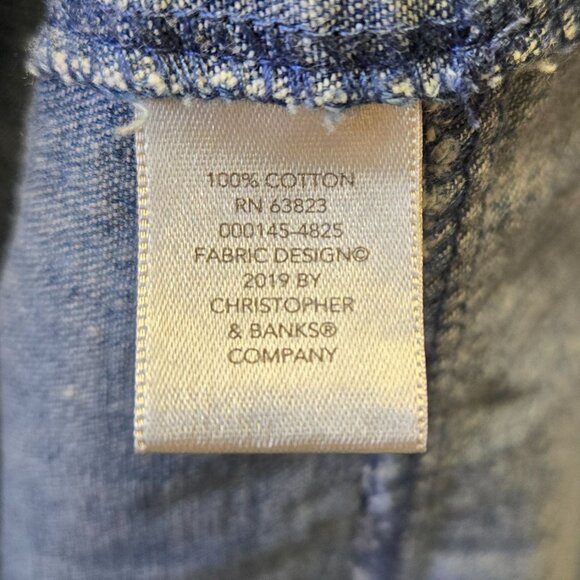 100% COTTON
RN 63823
000145-4825
FABRIC DESIGN©
2019 BY
CHRISTOPHER
& BANKS®
COMPANY